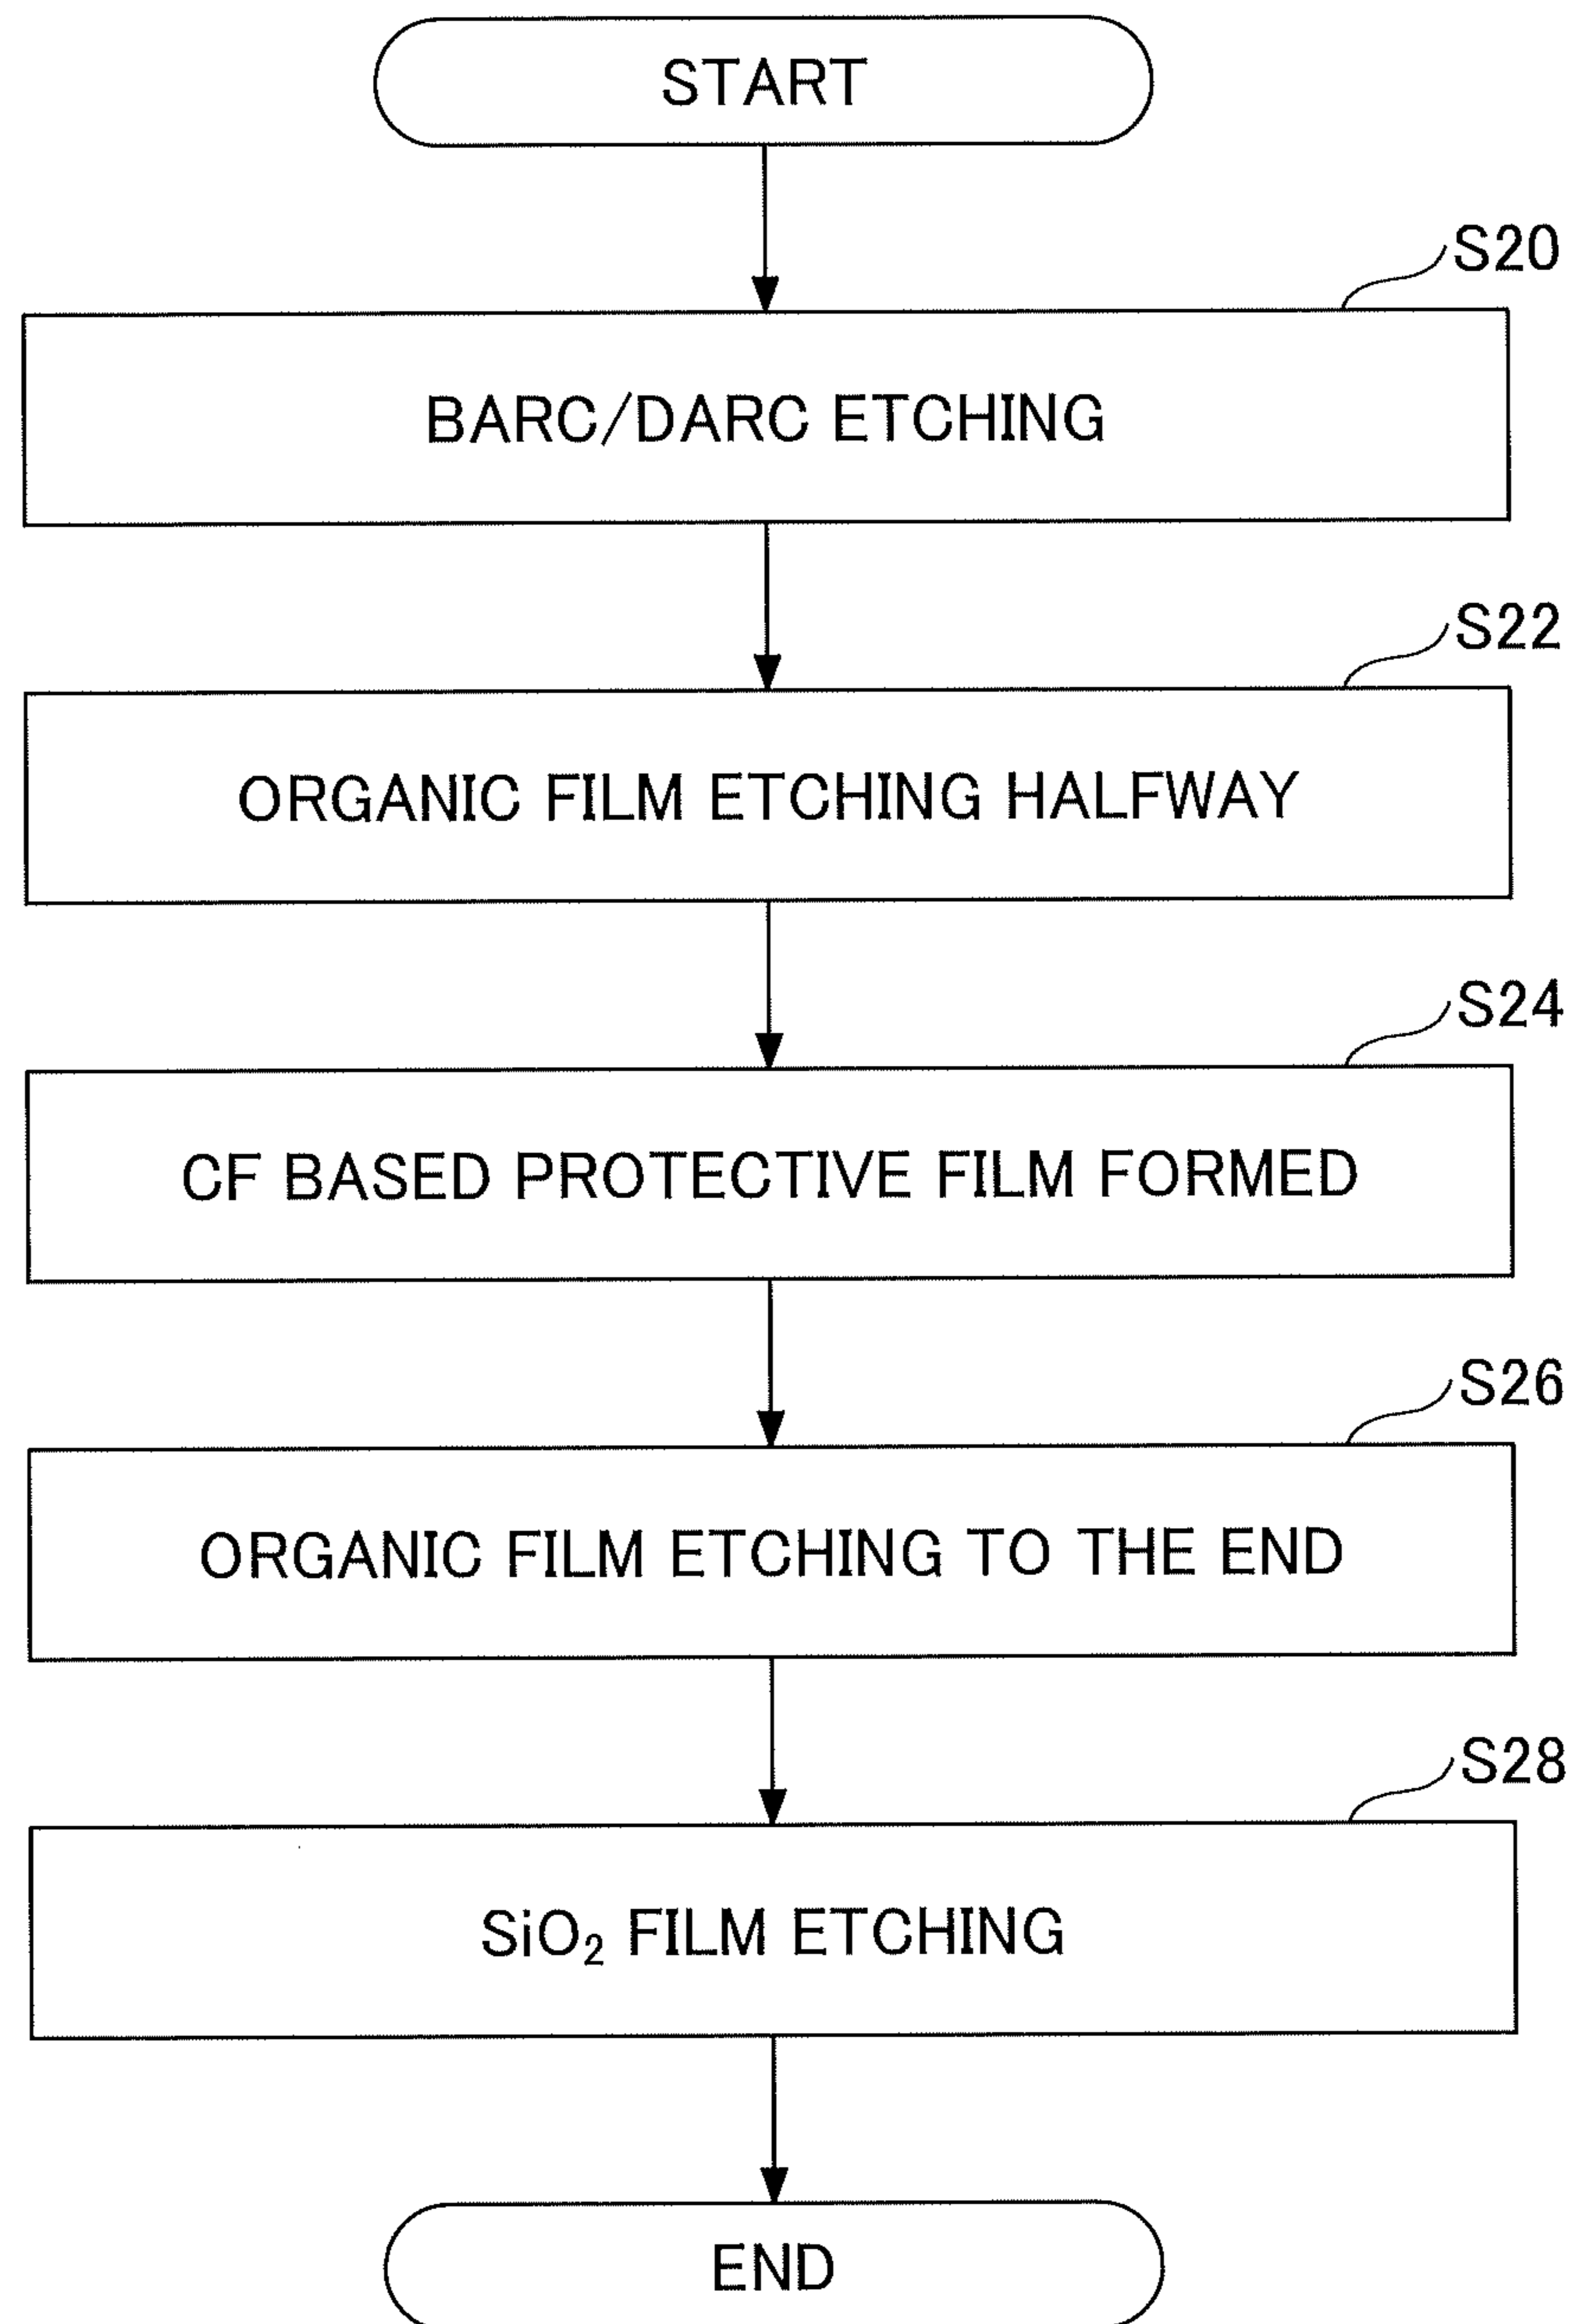 START
S20
BARC/DARC ETCHING
S22
ORGANIC FILM ETCHING HALFWAY
S24
CF BASED PROTECTIVE FILM FORMED
S26
ORGANIC FILM ETCHING TO THE END
S28
SiO₂ FILM ETCHING
END